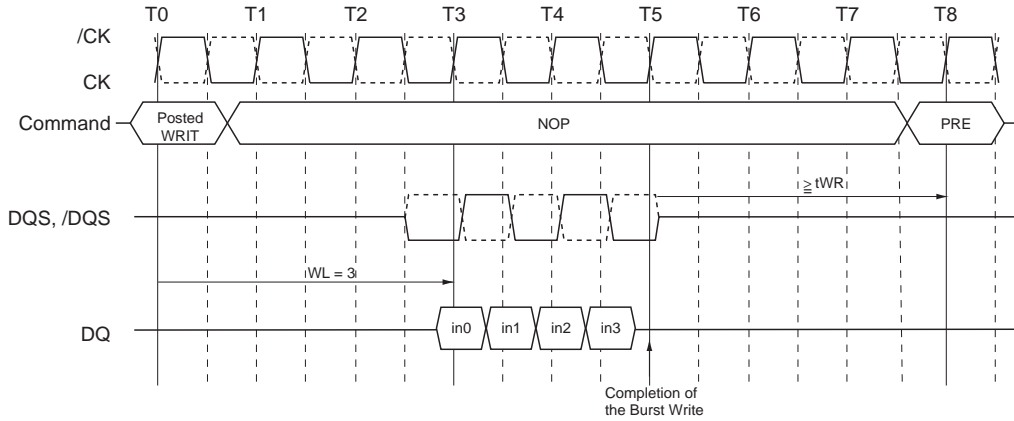 T0 T1 T2 T3 T4 T5 T6 T7 T8
/CK
CK
Command
Posted
WRIT
NOP
PRE
≧ tWR
DQS, /DQS
WL = 3
DQ
in0 in1 in2 in3
Completion of
the Burst Write